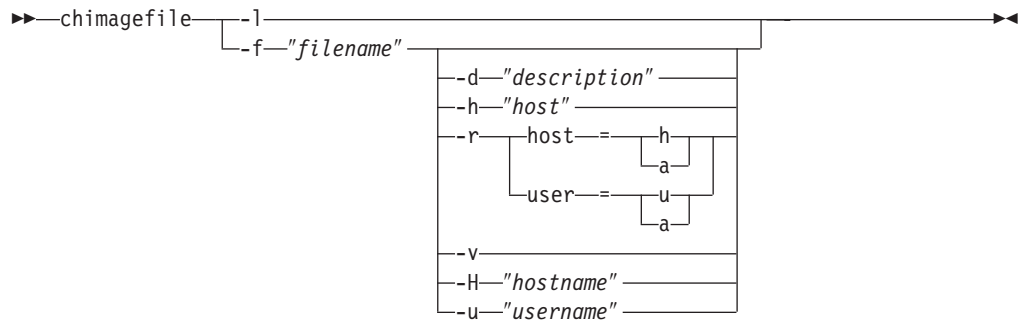 chimagefile -l
-f "filename"
-d "description"
-h "host"
-r host = h
a
user = u
a
-v
-H "hostname"
-u "username"